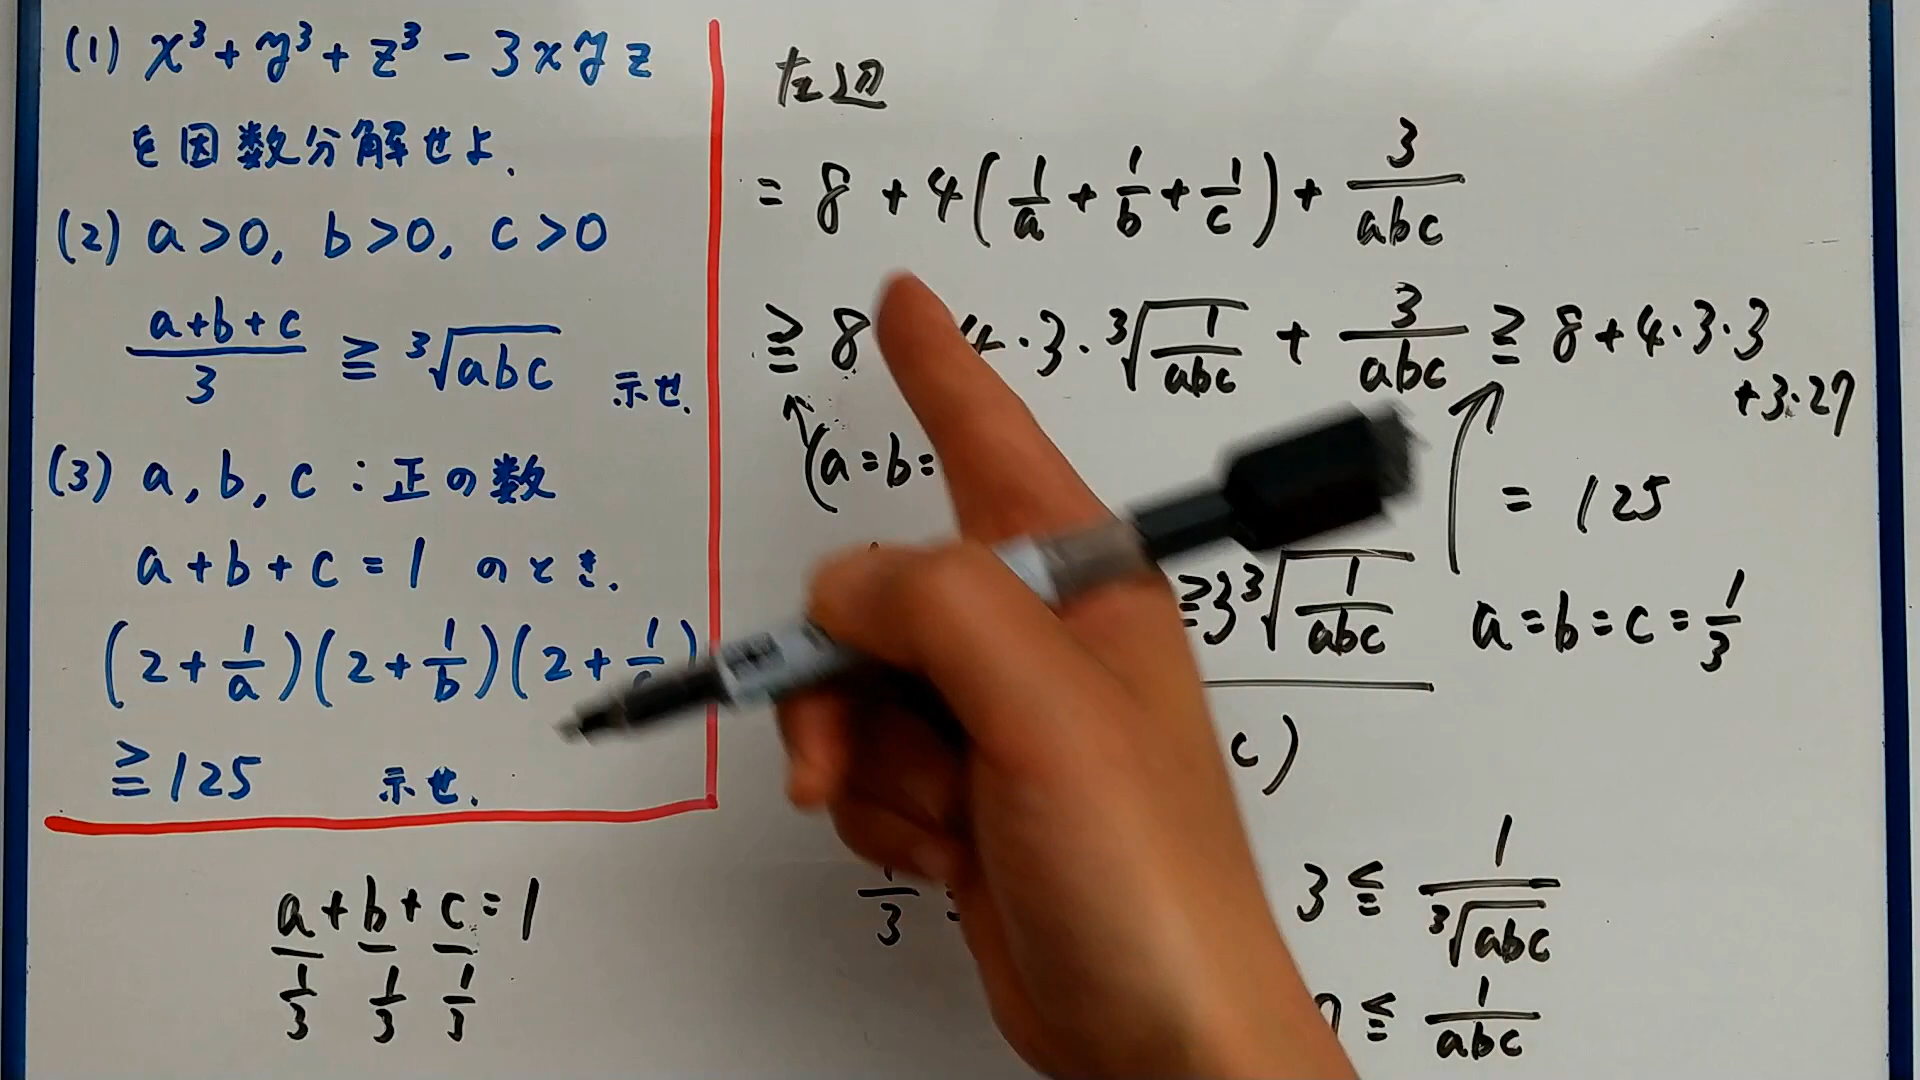 (1) x³+y³+z³-3xyz
を因数分解せよ.
(2) a>0, b>0, c>0
(a+b+c)/3 ≧ ³√abc 示せ.
(3) a, b, c : 正の数
a+b+c=1 のとき.
(2+1/a)(2+1/b)(2+1/
≧125 示せ.
a+b+c=1
1/3 1/3 1/3
左辺
= 8+4(1/a+1/b+1/c)+3/abc
≧ 8 4·3·³√(1/abc) + 3/abc ≧ 8+4·3·3
+3·27
(a=b=
= 125
≧3³√(1/abc)
a=b=c=1/3
c)
1/3
3 ≦ 1/³√abc
≦ 1/abc